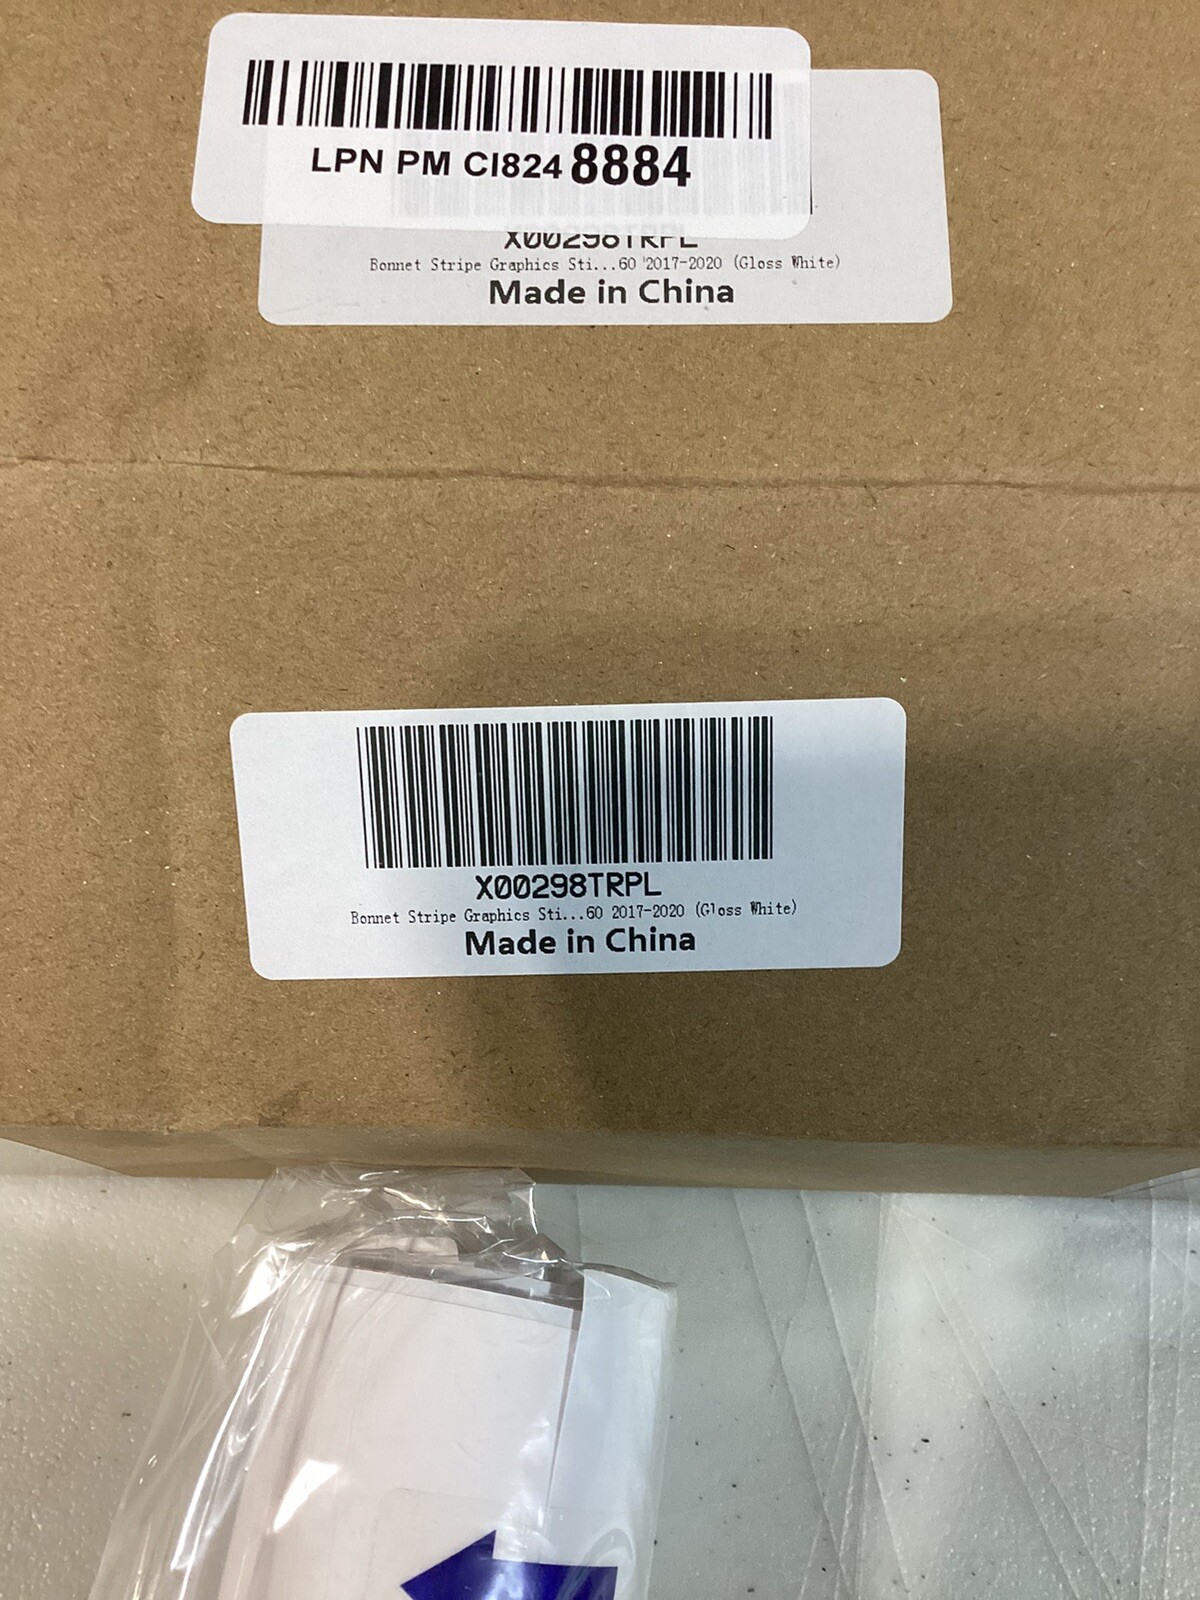 LPN PM CI824 8884
X00298TRPL
Bonnet Stripe Graphics Sti...60 2017-2020 (Gloss White)
Made in China
X00298TRPL
Bonnet Stripe Graphics Sti...60 2017-2020 (Gloss White)
Made in China